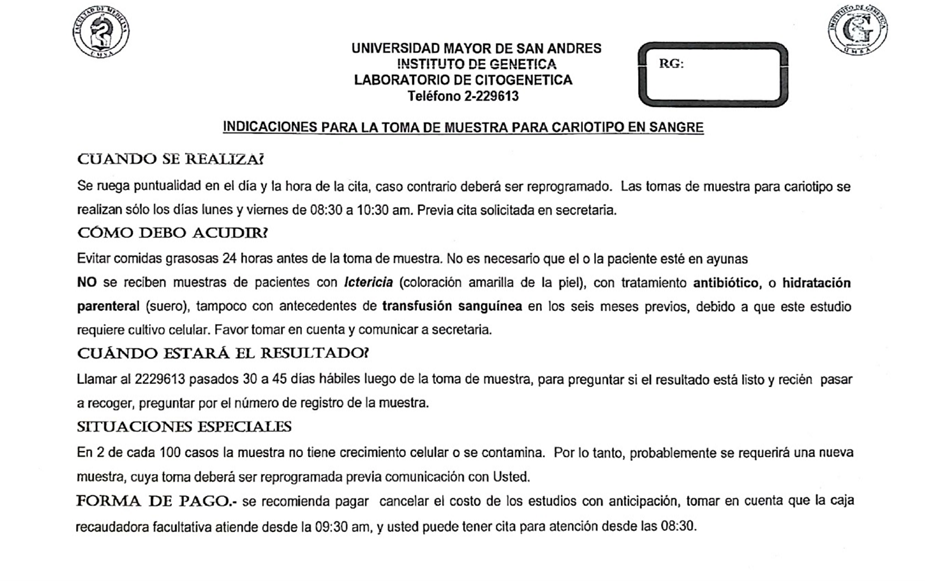 FACULTAD DE MEDICINA
U.M.S.A.
INSTITUTO DE GENETICA
G
U.M.S.A.
UNIVERSIDAD MAYOR DE SAN ANDRES
INSTITUTO DE GENETICA
LABORATORIO DE CITOGENETICA
Teléfono 2-229613
RG:
INDICACIONES PARA LA TOMA DE MUESTRA PARA CARIOTIPO EN SANGRE
CUANDO SE REALIZA?
Se ruega puntualidad en el día y la hora de la cita, caso contrario deberá ser reprogramado. Las tomas de muestra para cariotipo se
realizan sólo los días lunes y viernes de 08:30 a 10:30 am. Previa cita solicitada en secretaria.
CÓMO DEBO ACUDIR?
Evitar comidas grasosas 24 horas antes de la toma de muestra. No es necesario que el o la paciente esté en ayunas
NO se reciben muestras de pacientes con Ictericia (coloración amarilla de la piel), con tratamiento antibiótico, o hidratación
parenteral (suero), tampoco con antecedentes de transfusión sanguínea en los seis meses previos, debido a que este estudio
requiere cultivo celular. Favor tomar en cuenta y comunicar a secretaria.
CUÁNDO ESTARÁ EL RESULTADO?
Llamar al 2229613 pasados 30 a 45 días hábiles luego de la toma de muestra, para preguntar si el resultado está listo y recién pasar
a recoger, preguntar por el número de registro de la muestra.
SITUACIONES ESPECIALES
En 2 de cada 100 casos la muestra no tiene crecimiento celular o se contamina. Por lo tanto, probablemente se requerirá una nueva
muestra, cuya toma deberá ser reprogramada previa comunicación con Usted.
FORMA DE PAGO.- se recomienda pagar cancelar el costo de los estudios con anticipación, tomar en cuenta que la caja
recaudadora facultativa atiende desde la 09:30 am, y usted puede tener cita para atención desde las 08:30.